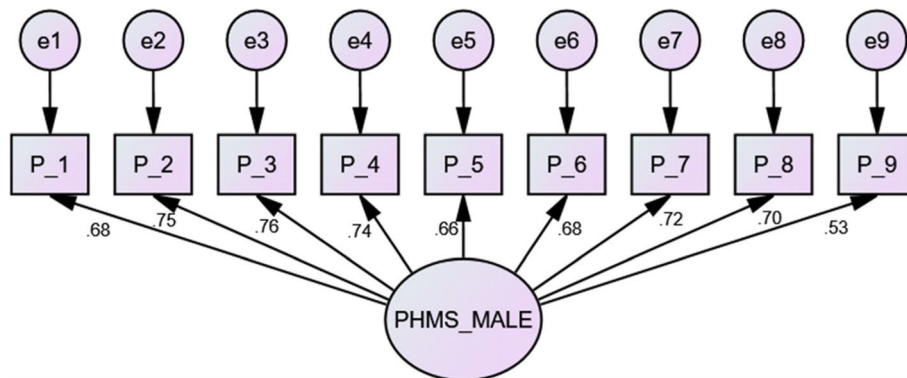 e1 e2 e3 e4 e5 e6 e7 e8 e9
P_1 P_2 P_3 P_4 P_5 P_6 P_7 P_8 P_9
.68 .75 .76 .74 .66 .68 .72 .70 .53
PHMS_MALE